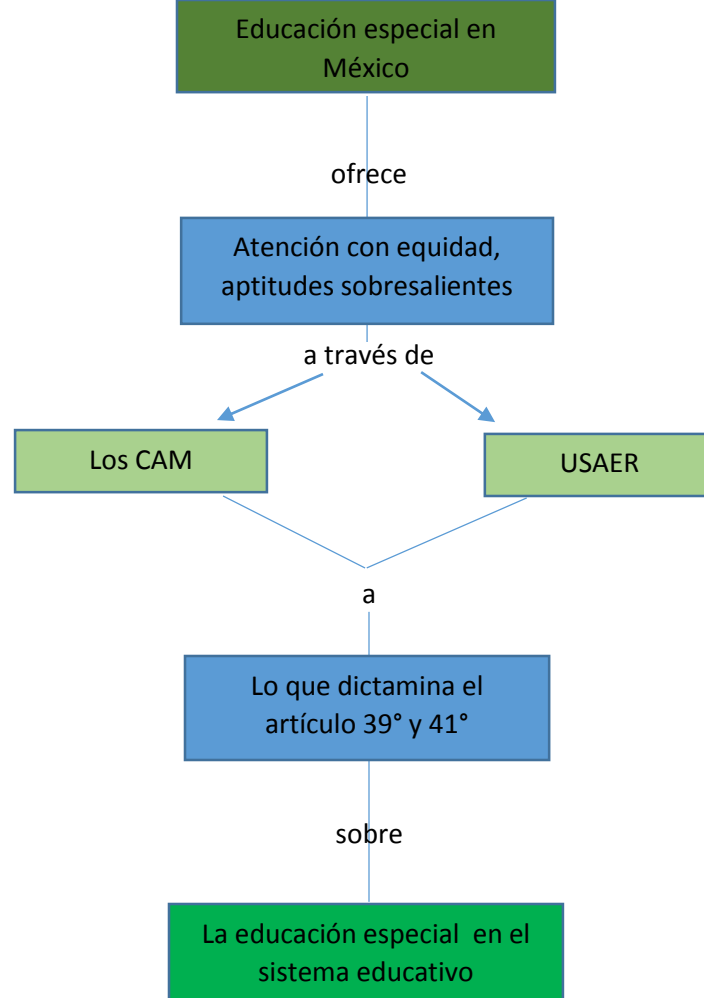 Educación especial en
México
ofrece
Atención con equidad,
aptitudes sobresalientes
a través de
Los CAM
USAER
a
Lo que dictamina el
artículo 39° y 41°
sobre
La educación especial  en el
sistema educativo